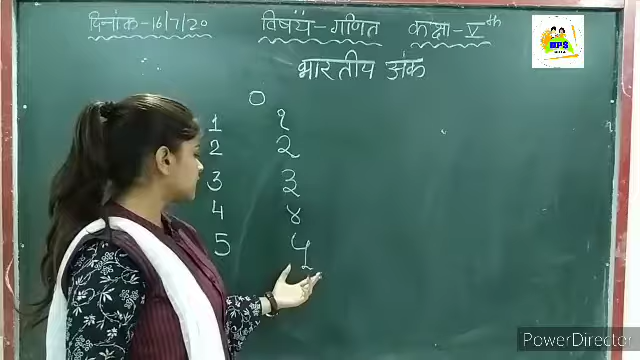 दिनांक-16/7/20 विषय-गणित कक्षा-Vth
भारतीय अंक
0
1 १
2 २
3 ३
4 ४
5 ५
BPS
PowerDirector